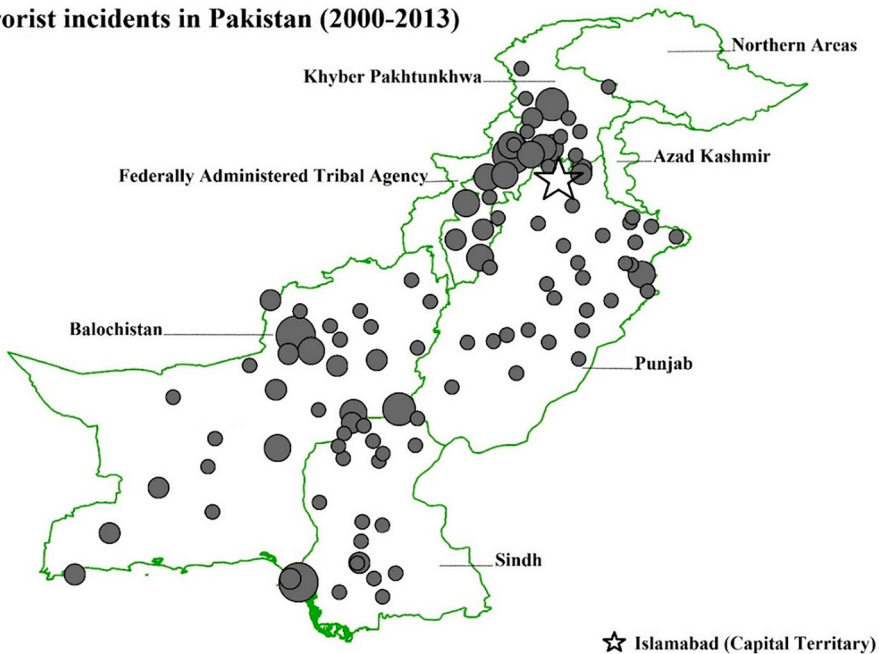 incidents in Pakistan (2000-2013)
Northern Areas
Khyber Pakhtunkhwa
Azad Kashmir
Federally Administered Tribal Agency
Balochistan
Punjab
Sindh
Islamabad (Capital Territory)